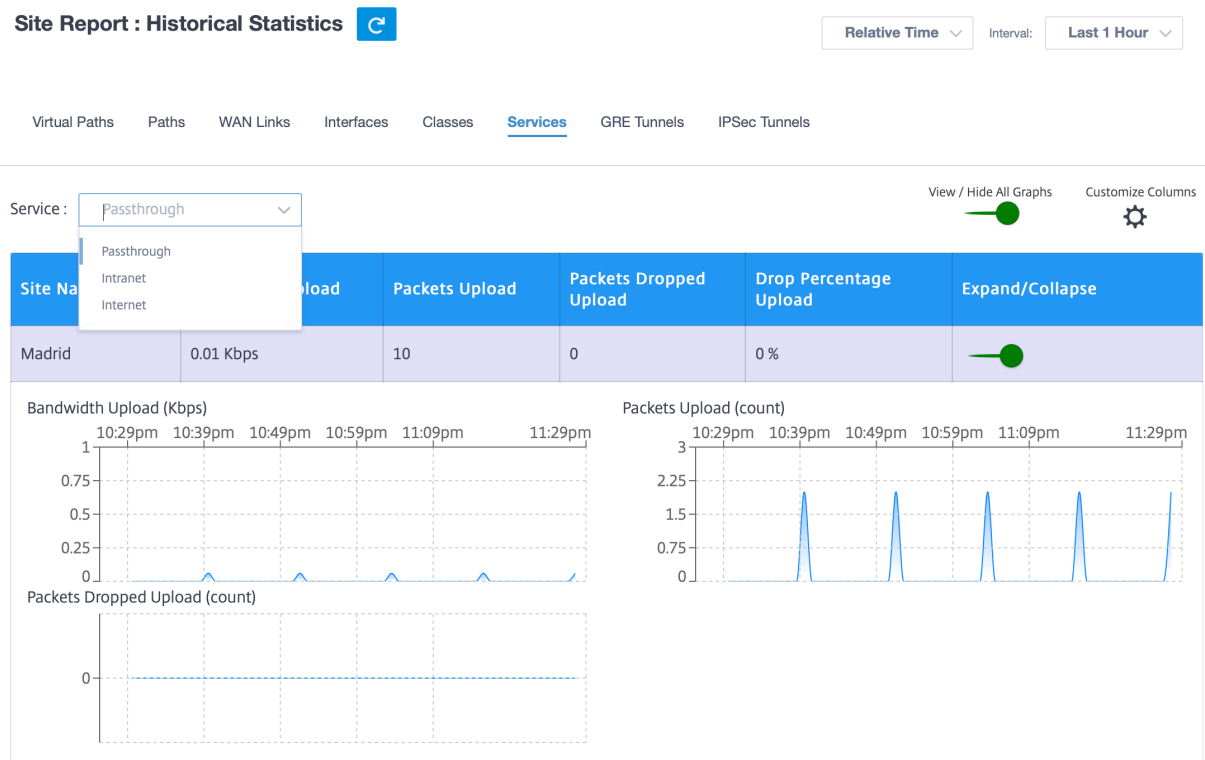 Site Report : Historical Statistics
Relative Time
Interval:
Last 1 Hour
Virtual Paths
Paths
WAN Links
Interfaces
Classes
Services
GRE Tunnels
IPSec Tunnels
Service :
Passthrough
View / Hide All Graphs
Customize Columns
Passthrough
Intranet
Internet
Site Na
load
Packets Upload
Packets Dropped
Upload
Drop Percentage
Upload
Expand/Collapse
Madrid
0.01 Kbps
10
0
0 %
Bandwidth Upload (Kbps)
10:29pm 10:39pm 10:49pm 10:59pm 11:09pm 11:29pm
1
0.75
0.5
0.25
0
Packets Upload (count)
10:29pm 10:39pm 10:49pm 10:59pm 11:09pm 11:29pm
3
2.25
1.5
0.75
0
Packets Dropped Upload (count)
0